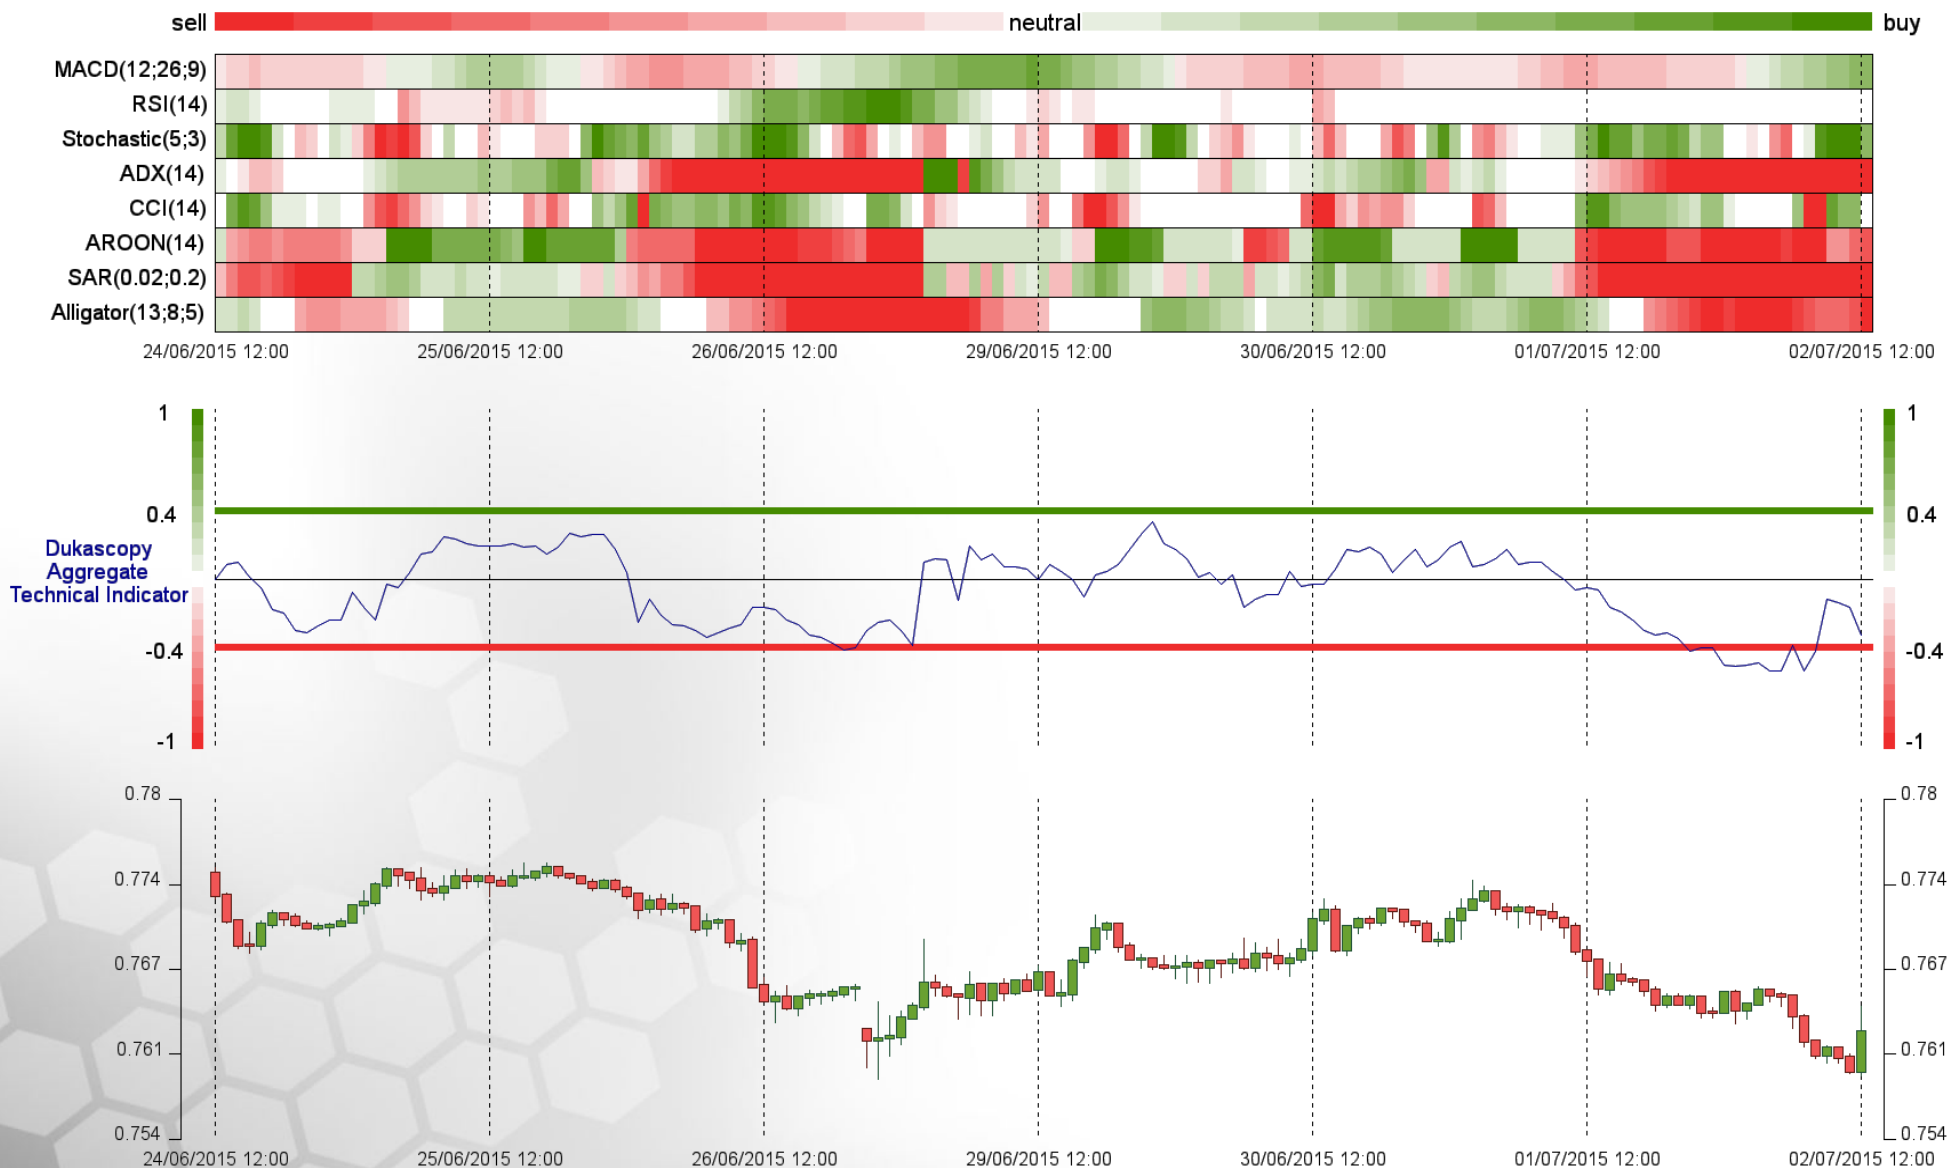 sell neutral buy
MACD(12;26;9)
RSI(14)
Stochastic(5;3)
ADX(14)
CCI(14)
AROON(14)
SAR(0.02;0.2)
Alligator(13;8;5)
24/06/2015 12:00 25/06/2015 12:00 26/06/2015 12:00 29/06/2015 12:00 30/06/2015 12:00 01/07/2015 12:00 02/07/2015 12:00
1 1
0.4 0.4
Dukascopy
Aggregate
Technical Indicator
-0.4 -0.4
-1 -1
0.78 0.78
0.774 0.774
0.767 0.767
0.761 0.761
0.754 0.754
24/06/2015 12:00 25/06/2015 12:00 26/06/2015 12:00 29/06/2015 12:00 30/06/2015 12:00 01/07/2015 12:00 02/07/2015 12:00